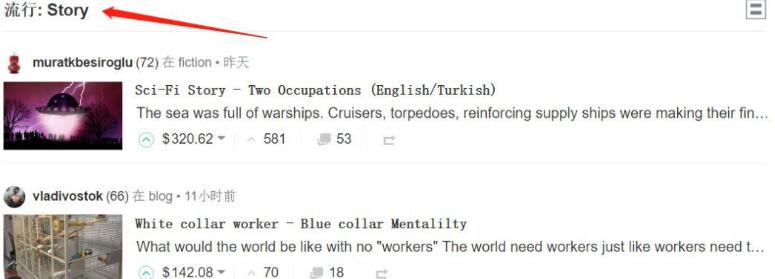 流行: Story
muratkbesiroglu (72) 在 fiction • 昨天
Sci-Fi Story - Two Occupations (English/Turkish)
The sea was full of warships. Cruisers, torpedoes, reinforcing supply ships were making their fin...
$320.62 581 53
vladivostok (66) 在 blog • 11小时前
White collar worker - Blue collar Mentalilty
What would the world be like with no "workers" The world need workers just like workers need t...
$142.08 70 18